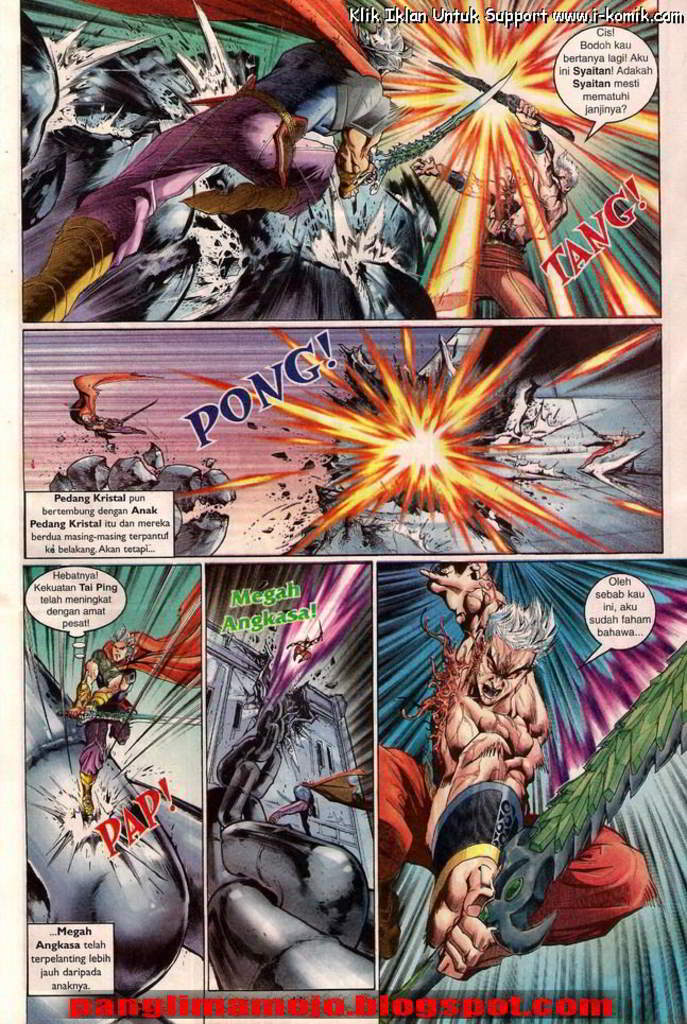 Klik Iklan Untuk Support www.i-komik.com
Cis!
Bodoh kau
bertanya lagi! Aku
ini Syaitan! Adakah
Syaitan mesti
mematuhi
janjinya?
TANG!
PONG!
Pedang Kristal pun
bertembung dengan Anak
Pedang Kristal itu dan mereka
berdua masing-masing terpantul
ke belakang. Akan tetapi...
Hebatnya!
Kekuatan Tai Ping
telah meningkat
dengan amat
pesat!
PAP!
...Megah
Angkasa telah
terpelanting lebih
jauh daripada
anaknya.
Megah
Angkasa!
Oleh
sebab kau
ini, aku
sudah faham
bahawa...
panglimamojo.blogspot.com